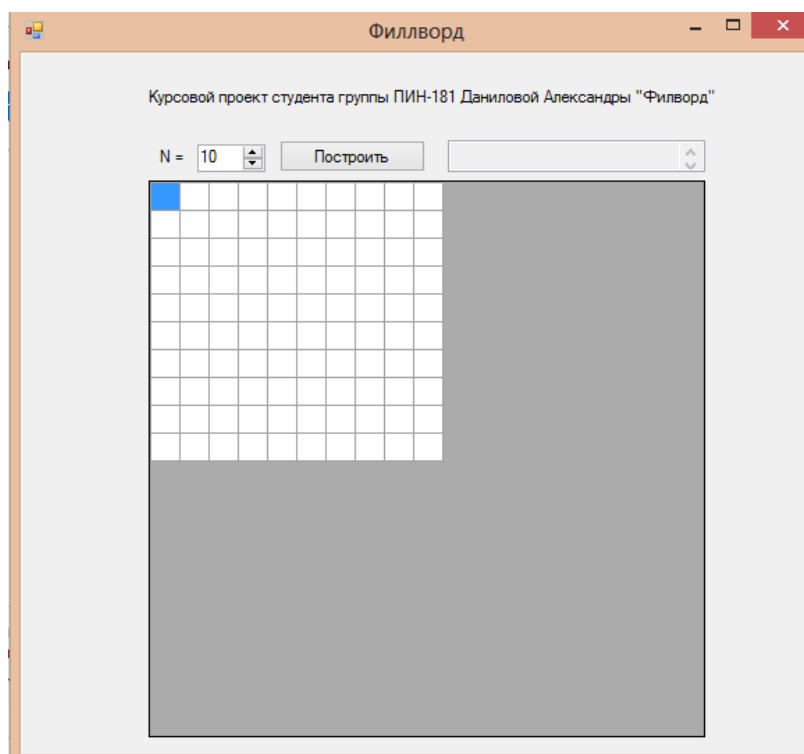 Филлворд
Курсовой проект студента группы ПИН-181 Даниловой Александры "Филворд"
N = 10 Построить